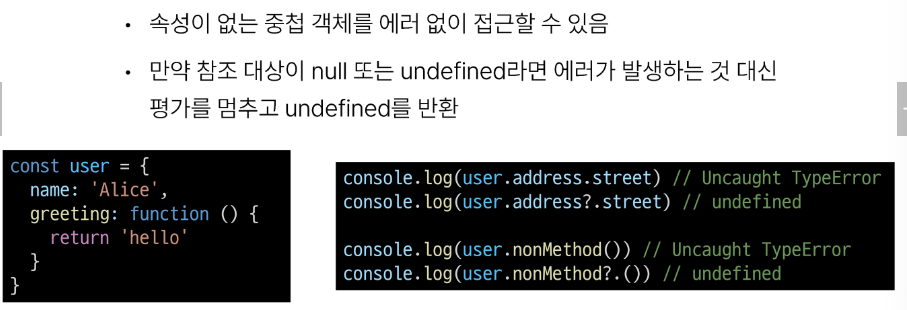 • 속성이 없는 중첩 객체를 에러 없이 접근할 수 있음
• 만약 참조 대상이 null 또는 undefined라면 에러가 발생하는 것 대신
평가를 멈추고 undefined를 반환
const user = {
  name: 'Alice',
  greeting: function () {
    return 'hello'
  }
}
console.log(user.address.street) // Uncaught TypeError
console.log(user.address?.street) // undefined
console.log(user.nonMethod()) // Uncaught TypeError
console.log(user.nonMethod?.()) // undefined